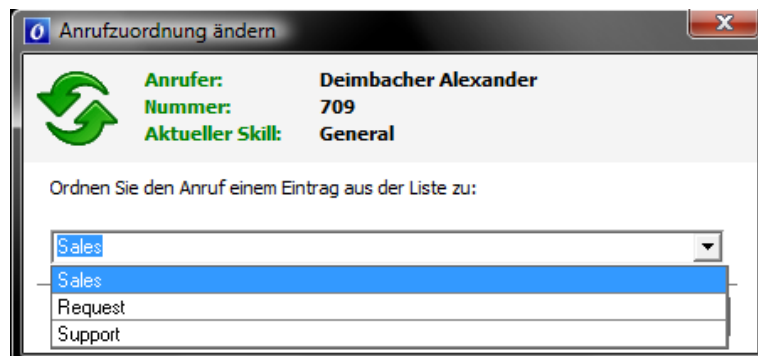 Anrufzuordnung ändern
Anrufer: Deimbacher Alexander
Nummer: 709
Aktueller Skill: General
Ordnen Sie den Anruf einem Eintrag aus der Liste zu:
Sales
Sales
Request
Support